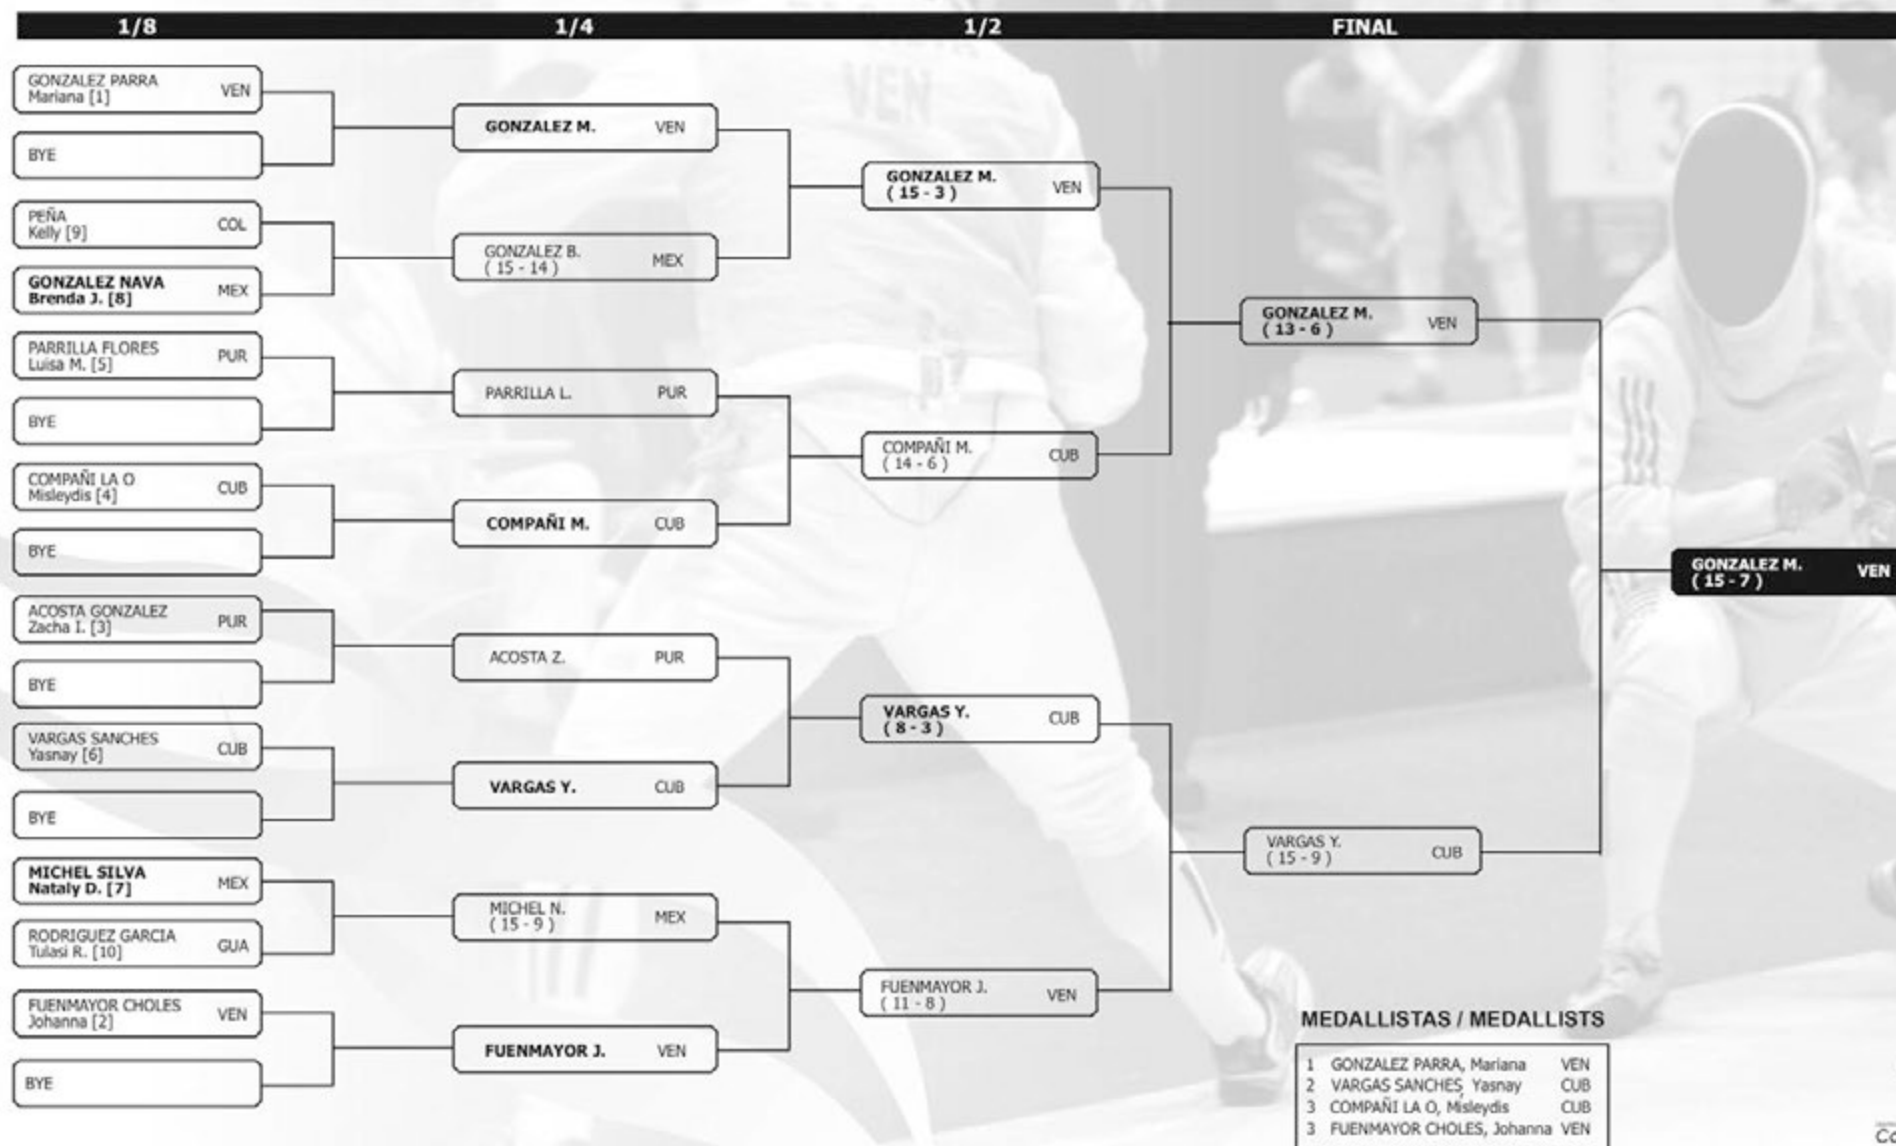 1/8 1/4 1/2 FINAL
GONZALEZ PARRA
Mariana [1] VEN
BYE
PEÑA
Kelly [9] COL
GONZALEZ NAVA
Brenda J. [8] MEX
PARRILLA FLORES
Luisa M. [5] PUR
BYE
COMPAÑI LA O
Misleydis [4] CUB
BYE
ACOSTA GONZALEZ
Zacha I. [3] PUR
BYE
VARGAS SANCHES
Yasnay [6] CUB
BYE
MICHEL SILVA
Nataly D. [7] MEX
RODRIGUEZ GARCIA
Tulasi R. [10] GUA
FUENMAYOR CHOLES
Johanna [2] VEN
BYE
GONZALEZ M. VEN
GONZALEZ B.
( 15 - 14 ) MEX
PARRILLA L. PUR
COMPAÑI M. CUB
ACOSTA Z. PUR
VARGAS Y. CUB
MICHEL N.
( 15 - 9 ) MEX
FUENMAYOR J. VEN
GONZALEZ M.
( 15 - 3 ) VEN
COMPAÑI M.
( 14 - 6 ) CUB
VARGAS Y.
( 8 - 3 ) CUB
FUENMAYOR J.
( 11 - 8 ) VEN
GONZALEZ M.
( 13 - 6 ) VEN
VARGAS Y.
( 15 - 9 ) CUB
GONZALEZ M.
( 15 - 7 ) VEN
MEDALLISTAS / MEDALLISTS
1 GONZALEZ PARRA, Mariana VEN
2 VARGAS SANCHES, Yasnay CUB
3 COMPAÑI LA O, Misleydis CUB
3 FUENMAYOR CHOLES, Johanna VEN
VEN
3